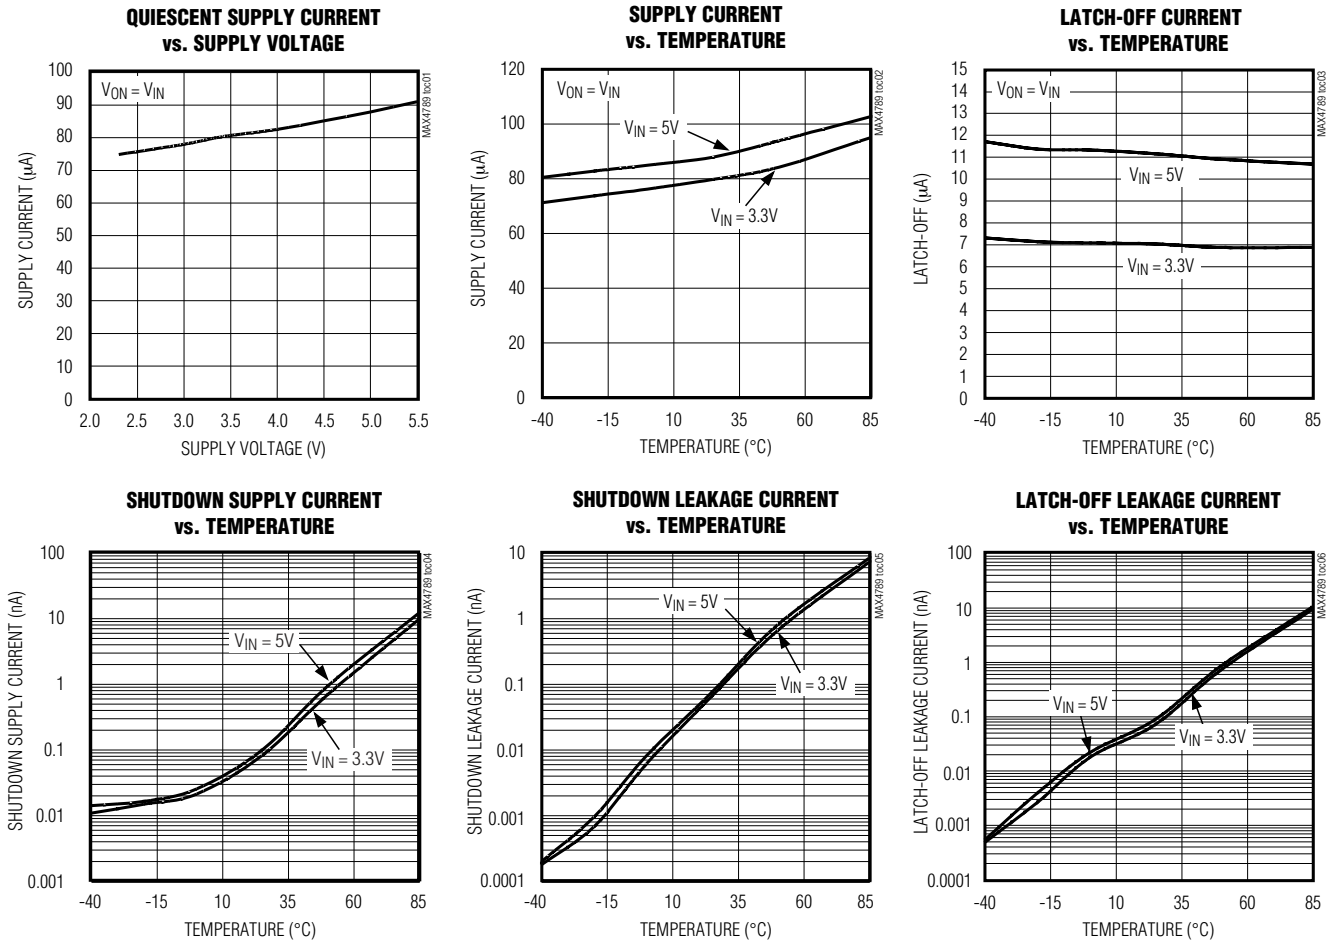 QUIESCENT SUPPLY CURRENT
vs. SUPPLY VOLTAGE
MAX4789 toc01
V_ON = V_IN
SUPPLY CURRENT (μA)
100
90
80
70
60
50
40
30
20
10
0
2.0 2.5 3.0 3.5 4.0 4.5 5.0 5.5
SUPPLY VOLTAGE (V)
SUPPLY CURRENT
vs. TEMPERATURE
MAX4789 toc02
V_ON = V_IN
V_IN = 5V
V_IN = 3.3V
SUPPLY CURRENT (μA)
120
100
80
60
40
20
0
-40 -15 10 35 60 85
TEMPERATURE (°C)
LATCH-OFF CURRENT
vs. TEMPERATURE
MAX4789 toc03
V_ON = V_IN
V_IN = 5V
V_IN = 3.3V
LATCH-OFF (μA)
15
14
13
12
11
10
9
8
7
6
5
4
3
2
1
0
-40 -15 10 35 60 85
TEMPERATURE (°C)
SHUTDOWN SUPPLY CURRENT
vs. TEMPERATURE
MAX4789 toc04
V_IN = 5V
V_IN = 3.3V
SHUTDOWN SUPPLY CURRENT (nA)
100
10
1
0.1
0.01
0.001
-40 -15 10 35 60 85
TEMPERATURE (°C)
SHUTDOWN LEAKAGE CURRENT
vs. TEMPERATURE
MAX4789 toc05
V_IN = 5V
V_IN = 3.3V
SHUTDOWN LEAKAGE CURRENT (nA)
10
1
0.1
0.01
0.001
0.0001
-40 -15 10 35 60 85
TEMPERATURE (°C)
LATCH-OFF LEAKAGE CURRENT
vs. TEMPERATURE
MAX4789 toc06
V_IN = 5V
V_IN = 3.3V
LATCH-OFF LEAKAGE CURRENT (nA)
100
10
1
0.1
0.01
0.001
0.0001
-40 -15 10 35 60 85
TEMPERATURE (°C)